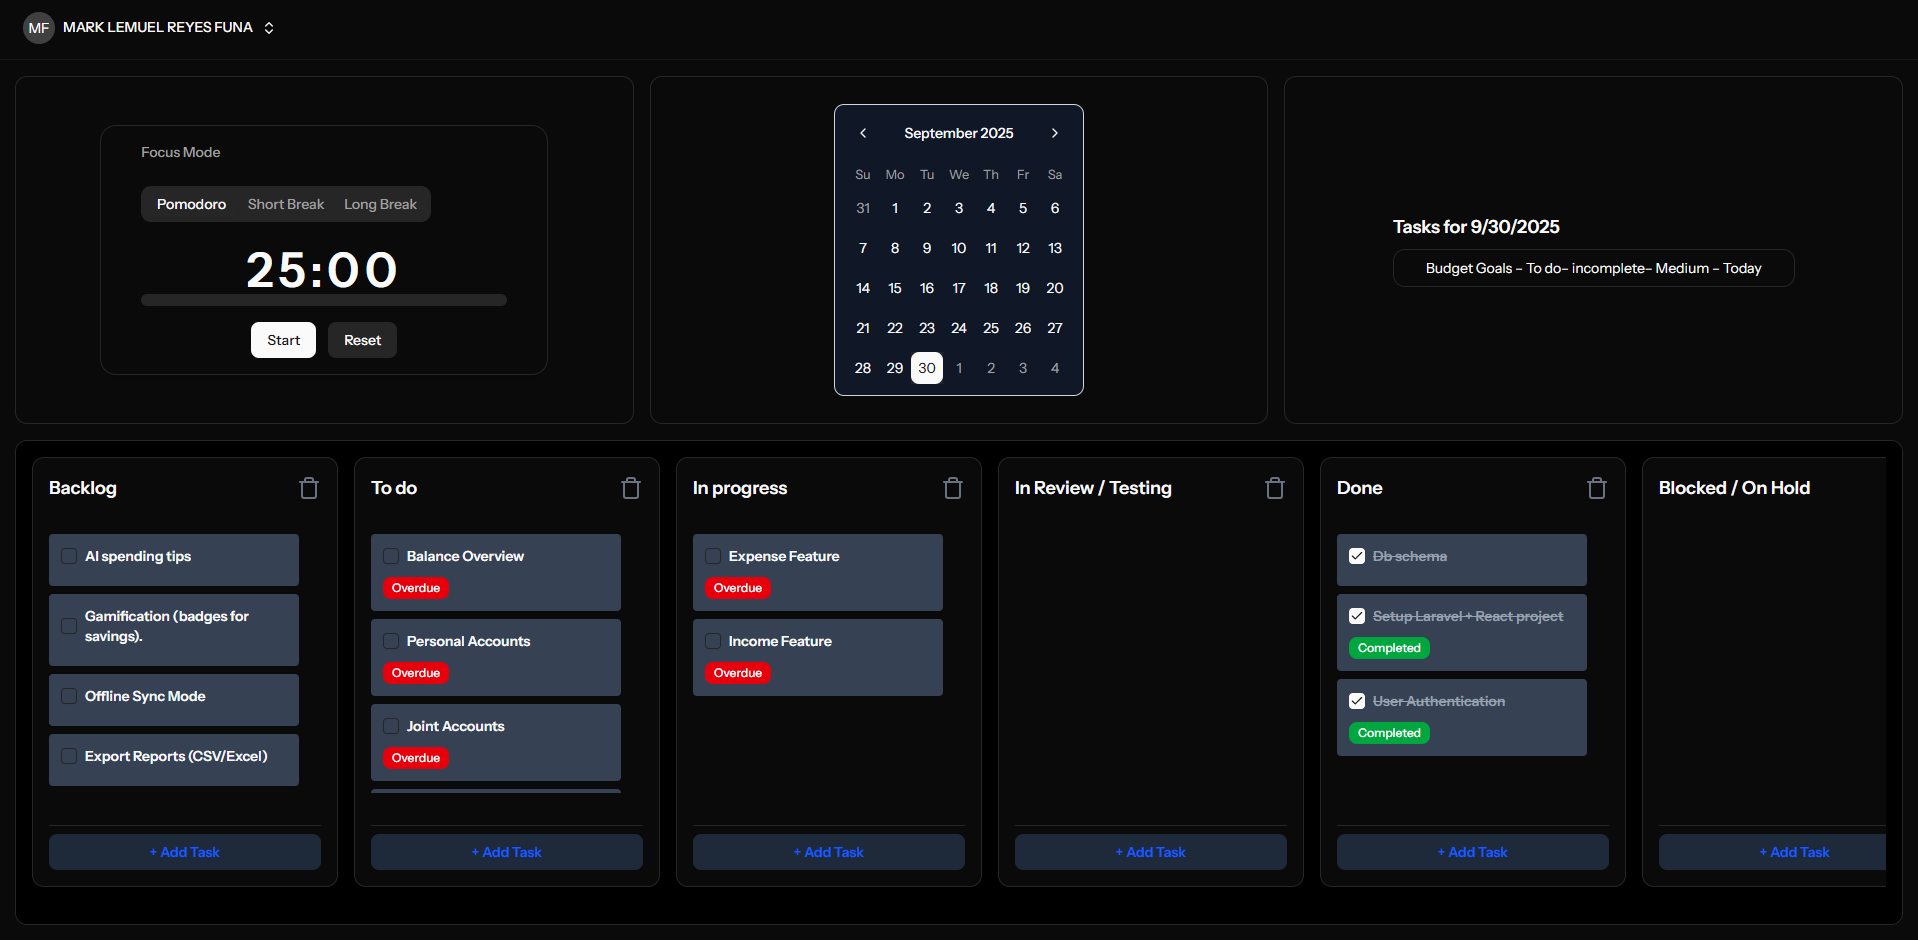 MF MARK LEMUEL REYES FUNA
Focus Mode
Pomodoro Short Break Long Break
25:00
Start Reset
September 2025
Su Mo Tu We Th Fr Sa
31 1 2 3 4 5 6
7 8 9 10 11 12 13
14 15 16 17 18 19 20
21 22 23 24 25 26 27
28 29 30 1 2 3 4
Tasks for 9/30/2025
Budget Goals - To do- incomplete- Medium - Today
Backlog
AI spending tips
Gamification (badges for
savings).
Offline Sync Mode
Export Reports (CSV/Excel)
+ Add Task
To do
Balance Overview
Overdue
Personal Accounts
Overdue
Joint Accounts
Overdue
+ Add Task
In progress
Expense Feature
Overdue
Income Feature
Overdue
+ Add Task
In Review / Testing
+ Add Task
Done
Db schema
Setup Laravel + React project
Completed
User Authentication
Completed
+ Add Task
Blocked / On Hold
+ Add Task